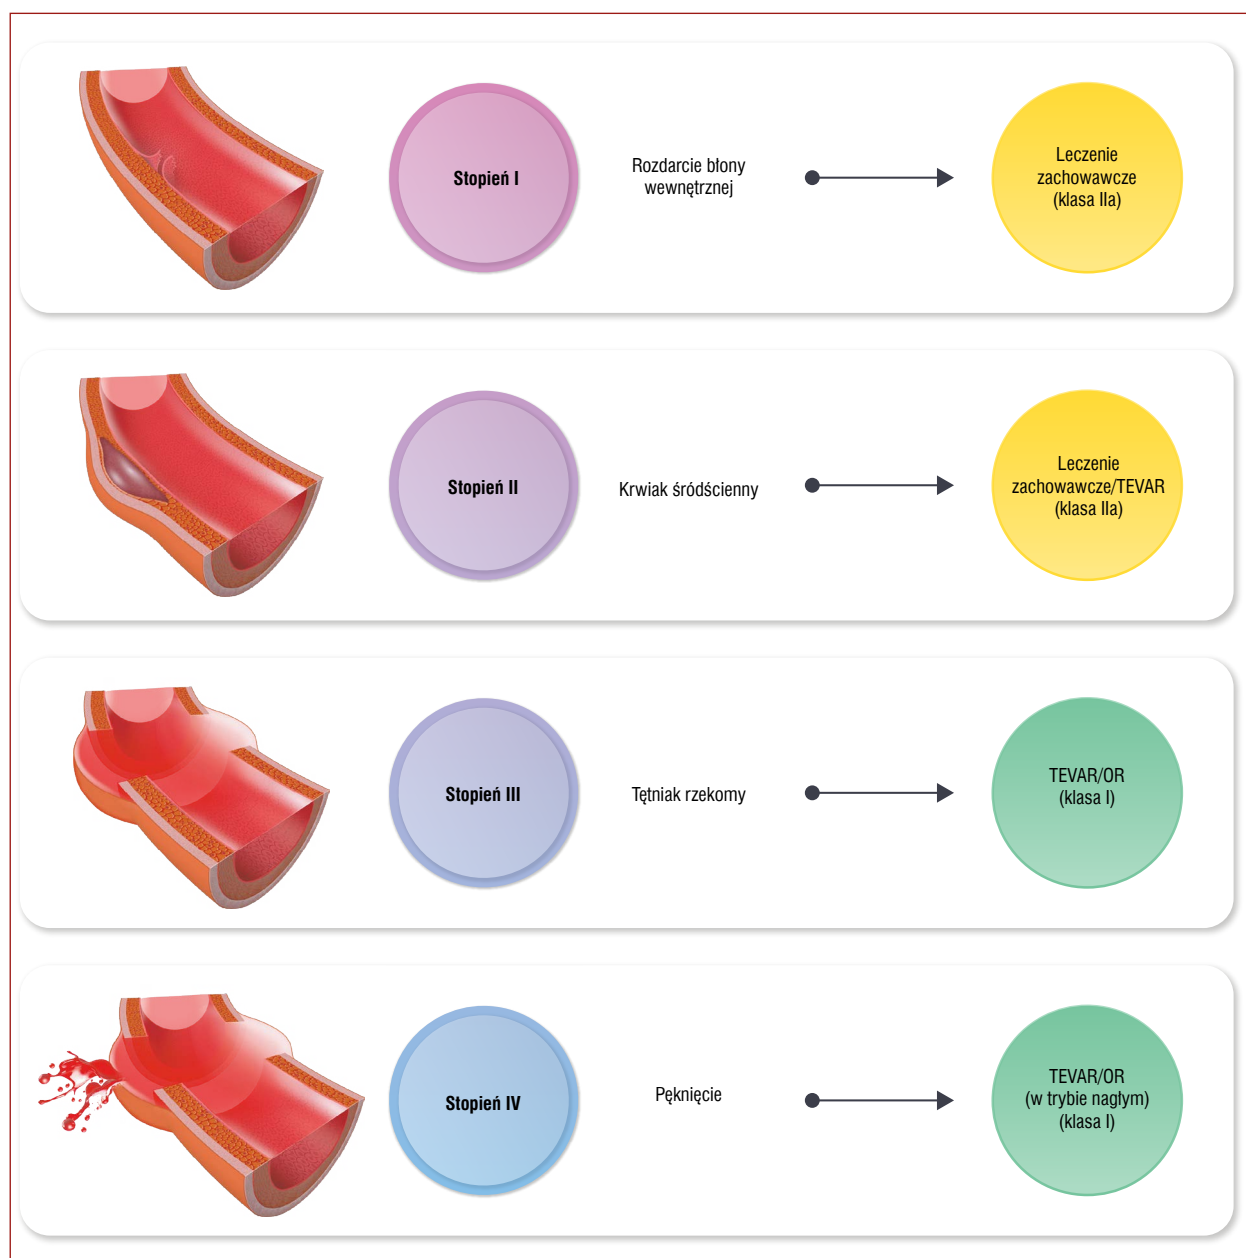 Stopień I
Rozdarcie błony
wewnętrznej
Leczenie
zachowawcze
(klasa IIa)
Stopień II
Krwiak śródścienny
Leczenie
zachowawcze/TEVAR
(klasa IIa)
Stopień III
Tętniak rzekomy
TEVAR/OR
(klasa I)
Stopień IV
Pęknięcie
TEVAR/OR
(w trybie nagłym)
(klasa I)